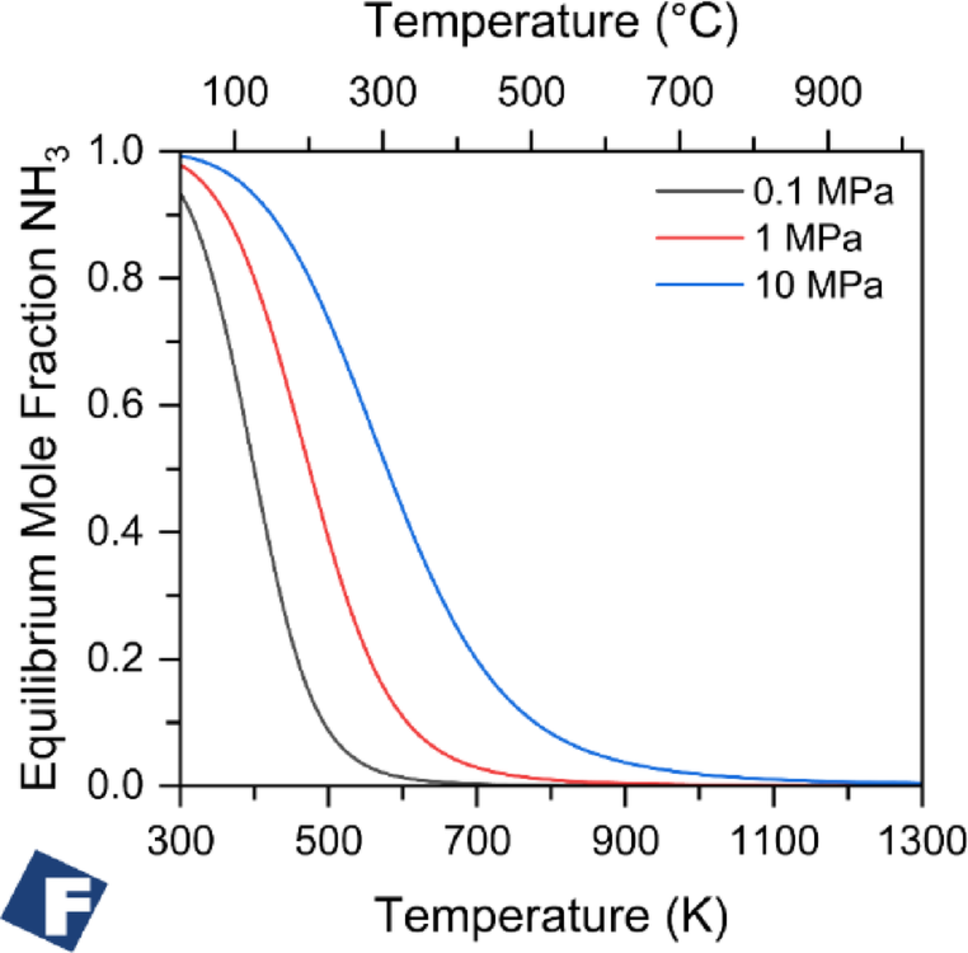 Temperature (°C)
100 300 500 700 900
Equilibrium Mole Fraction NH₃
1.0
0.8
0.6
0.4
0.2
0.0
0.1 MPa
1 MPa
10 MPa
300 500 700 900 1100 1300
Temperature (K)
F